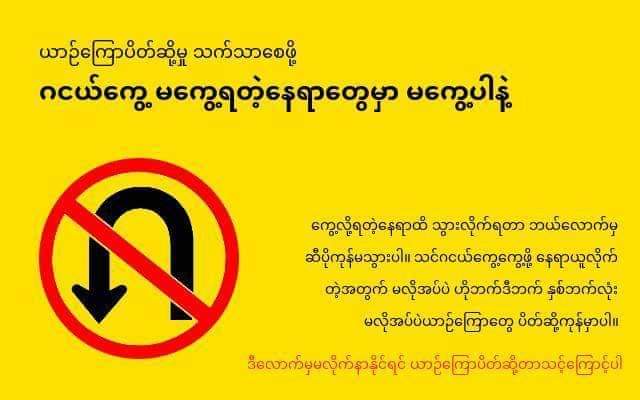 ယာဉ်ကြောပိတ်ဆို့မှု သက်သာစေဖို့
ဂငယ်ကွေ့ မကွေ့ရတဲ့နေရာတွေမှာ မကွေ့ပါနဲ့
ကွေ့လို့ရတဲ့နေရာထိ သွားလိုက်ရတာ ဘယ်လောက်မှ
ဆီပိုကုန်မသွားပါ။ သင်ဂငယ်ကွေ့ကွေ့ဖို့ နေရာယူလိုက်
တဲ့အတွက် မလိုအပ်ပဲ ဟိုဘက်ဒီဘက် နှစ်ဘက်လုံး
မလိုအပ်ပဲယာဉ်ကြောတွေ ပိတ်ဆို့ကုန်မှာပါ။
ဒီလောက်မှမလိုက်နာနိုင်ရင် ယာဉ်ကြောပိတ်ဆို့တာသင့်ကြောင့်ပါ